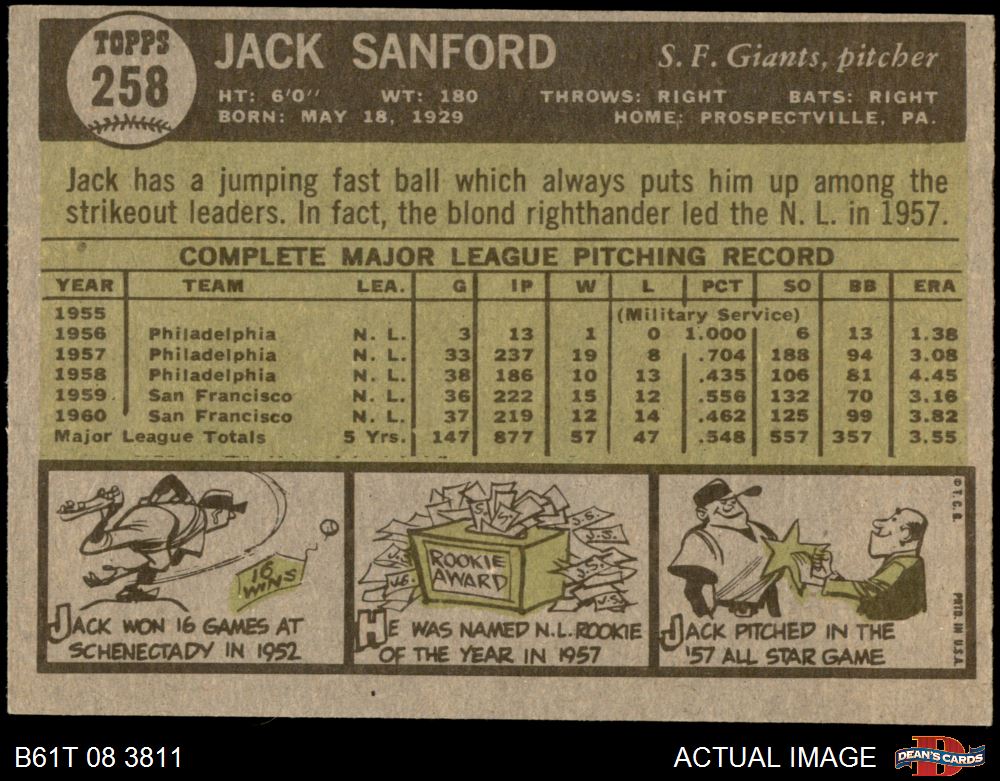 TOPPS
258
JACK SANFORD
S. F. Giants, pitcher
HT: 6'0'' WT: 180 THROWS: RIGHT BATS: RIGHT
BORN: MAY 18, 1929 HOME: PROSPECTVILLE, PA.
Jack has a jumping fast ball which always puts him up among the
strikeout leaders. In fact, the blond righthander led the N. L. in 1957.
COMPLETE MAJOR LEAGUE PITCHING RECORD
YEAR TEAM LEA. G IP W L PCT SO BB ERA
1955 (Military Service)
1956 Philadelphia N. L. 3 13 1 0 1.000 6 13 1.38
1957 Philadelphia N. L. 33 237 19 8 .704 188 94 3.08
1958 Philadelphia N. L. 38 186 10 13 .435 106 81 4.45
1959 San Francisco N. L. 36 222 15 12 .556 132 70 3.16
1960 San Francisco N. L. 37 219 12 14 .462 125 99 3.82
Major League Totals 5 Yrs. 147 877 57 47 .548 557 357 3.55
16 WINS
JACK WON 16 GAMES AT
SCHENECTADY IN 1952
ROOKIE
AWARD
J.S.
J.S.
J.S.
J.S.
HE WAS NAMED N.L. ROOKIE
OF THE YEAR IN 1957
JACK PITCHED IN THE
'57 ALL STAR GAME
© T. C. G. PRTD IN U.S.A.
B61T 08 3811
ACTUAL IMAGE
DEAN'S CARDS